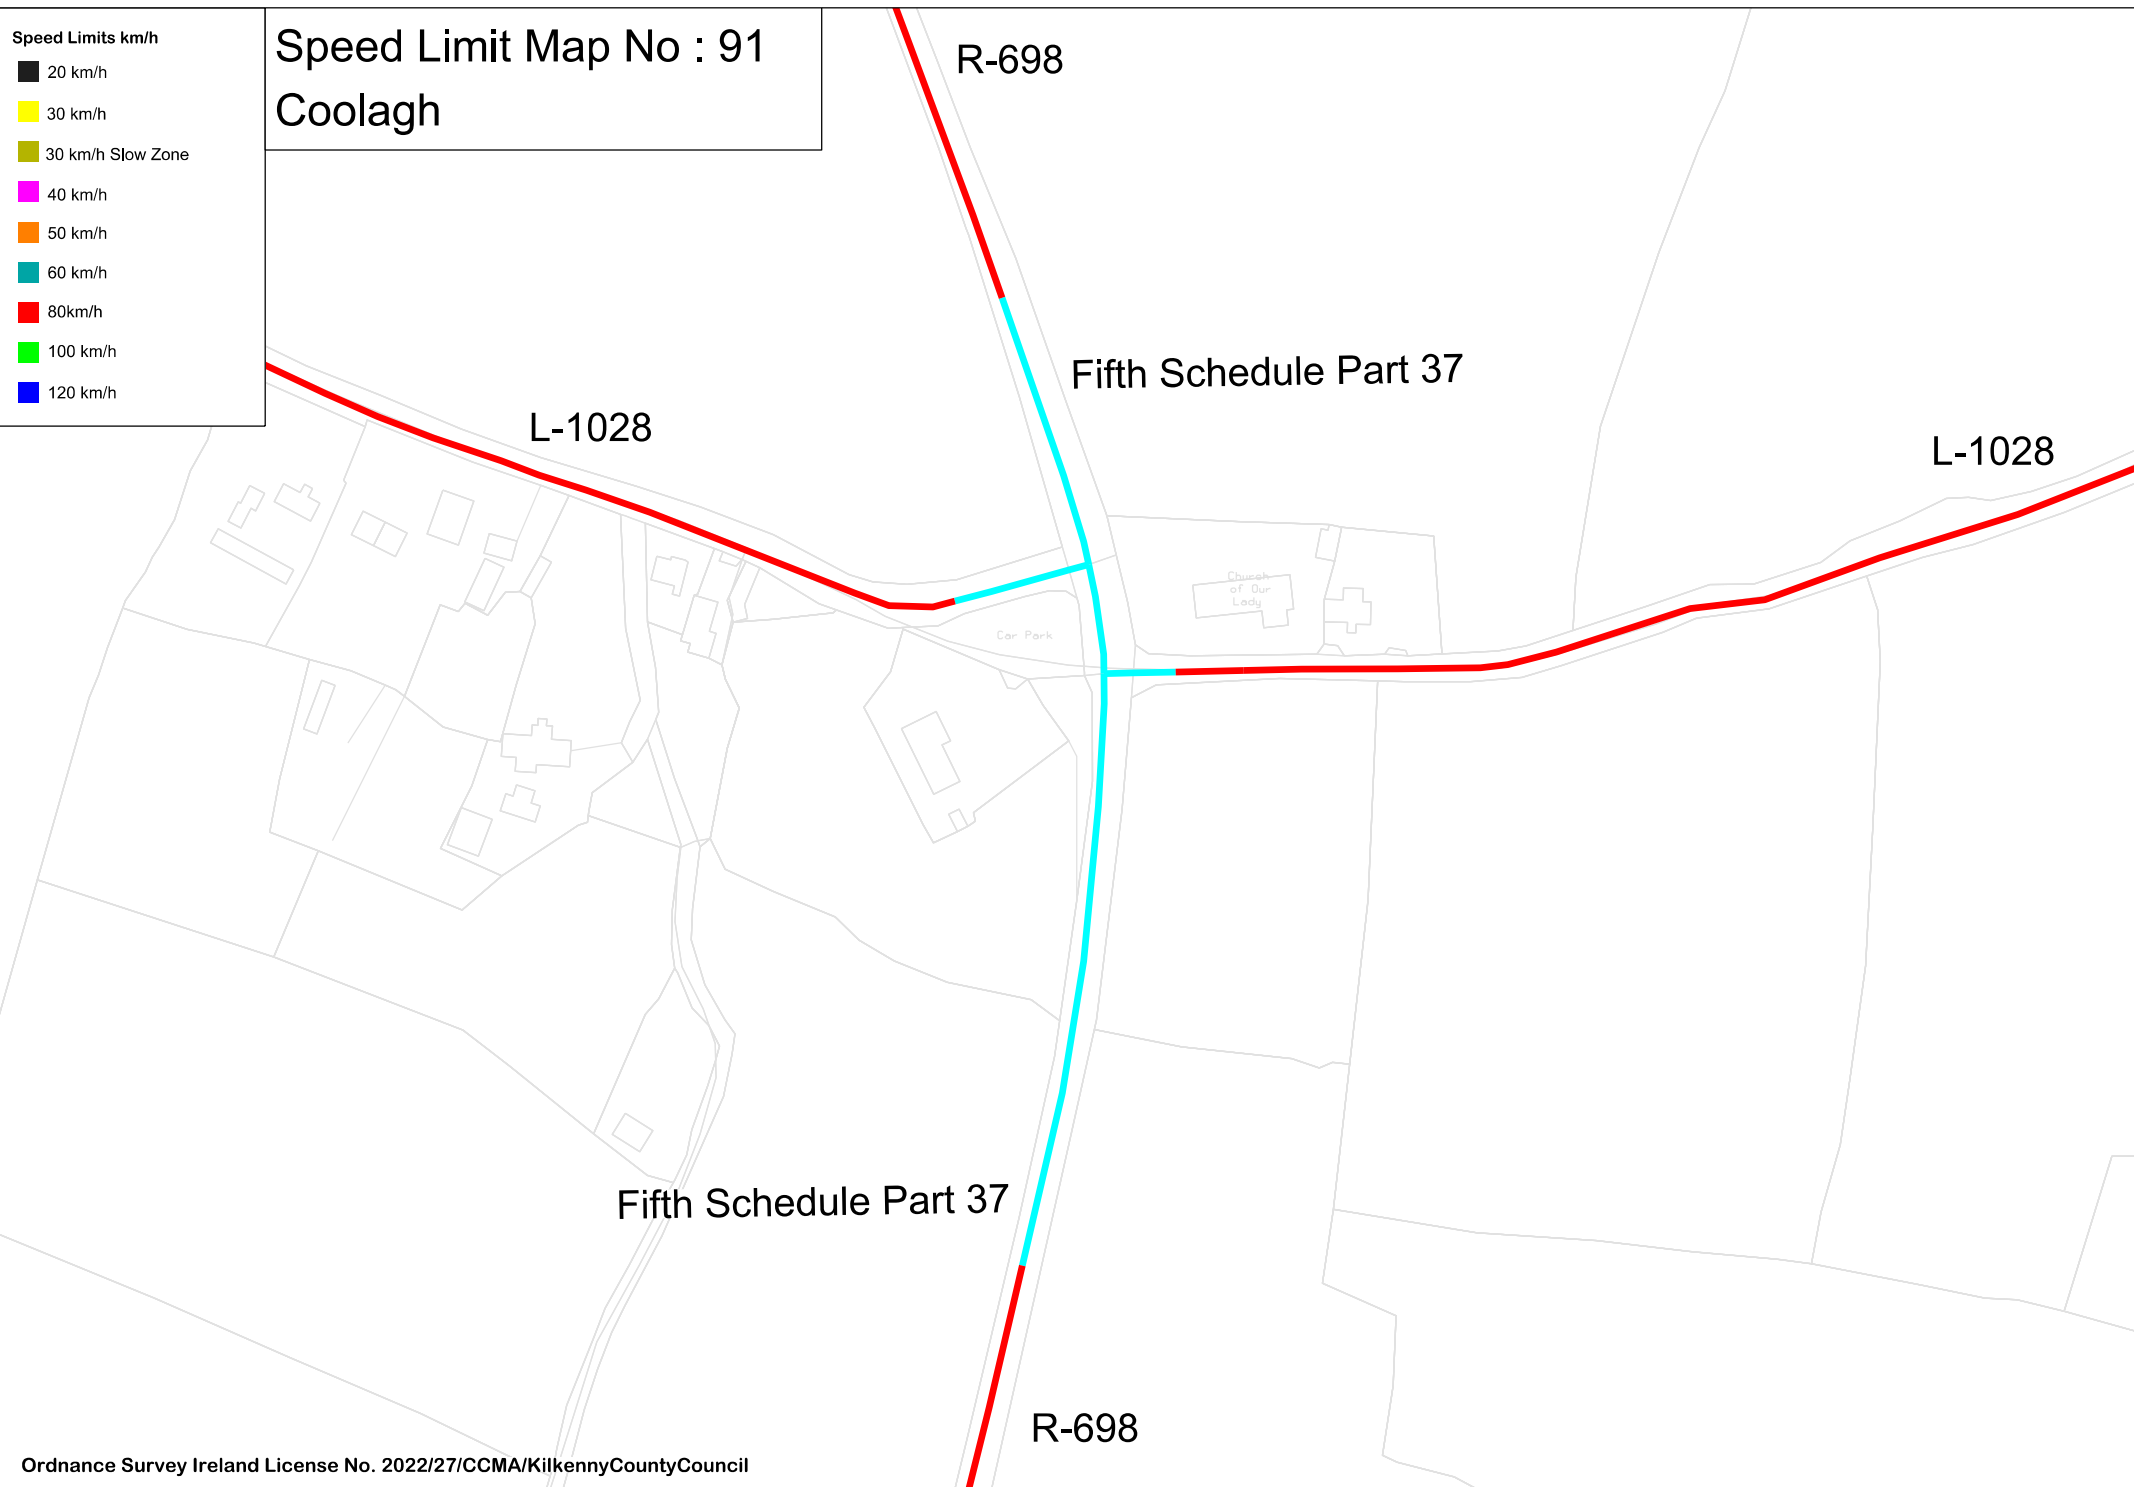 Speed Limits km/h
20 km/h
30 km/h
30 km/h Slow Zone
40 km/h
50 km/h
60 km/h
80km/h
100 km/h
120 km/h
Speed Limit Map No : 91
Coolagh
R-698
Fifth Schedule Part 37
L-1028
L-1028
Church
of Our
Lady
Car Park
Fifth Schedule Part 37
R-698
Ordnance Survey Ireland License No. 2022/27/CCMA/KilkennyCountyCouncil